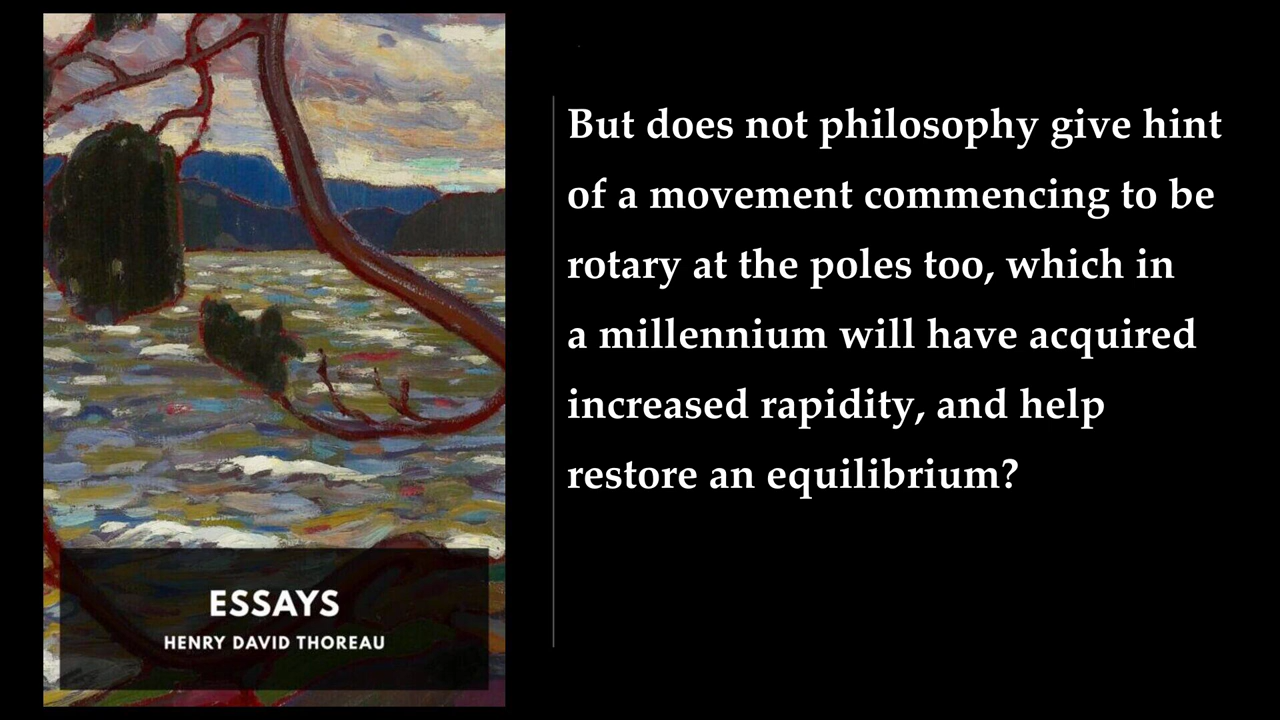 ESSAYS
HENRY DAVID THOREAU
But does not philosophy give hint
of a movement commencing to be
rotary at the poles too, which in
a millennium will have acquired
increased rapidity, and help
restore an equilibrium?